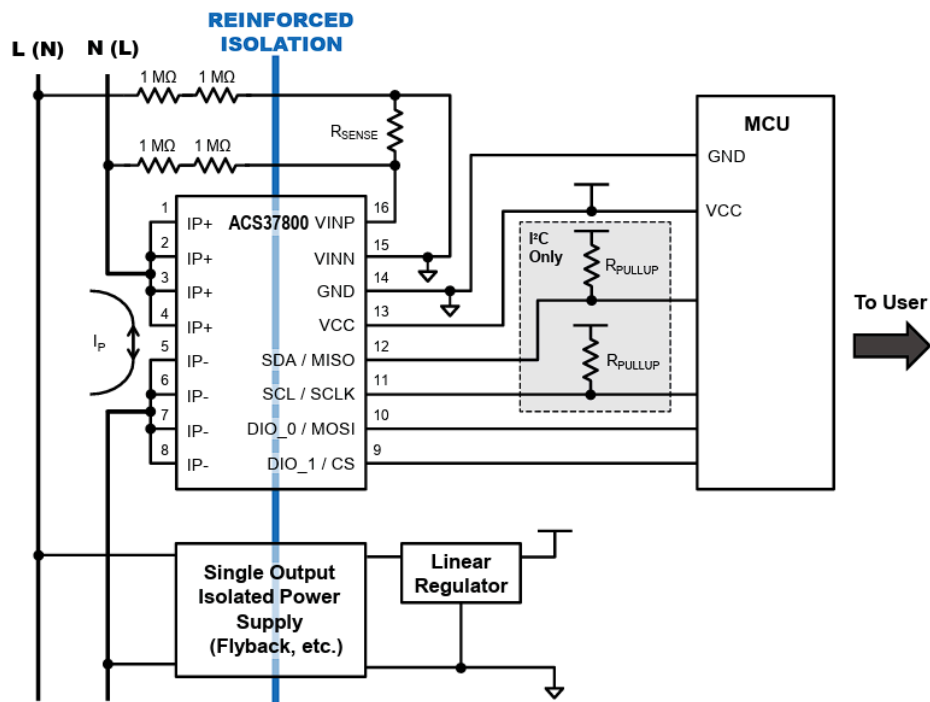 REINFORCED
ISOLATION
L (N)
N (L)
1 MΩ
1 MΩ
RSENSE
1 MΩ
1 MΩ
MCU
GND
VCC
ACS37800
1
IP+
2
IP+
3
IP+
4
IP+
5
IP-
6
IP-
7
IP-
8
IP-
16
VINP
15
VINN
14
GND
13
VCC
12
SDA / MISO
11
SCL / SCLK
10
DIO_0 / MOSI
9
DIO_1 / CS
IP
I²C
Only
RPULLUP
RPULLUP
To User
Single Output
Isolated Power
Supply
(Flyback, etc.)
Linear
Regulator